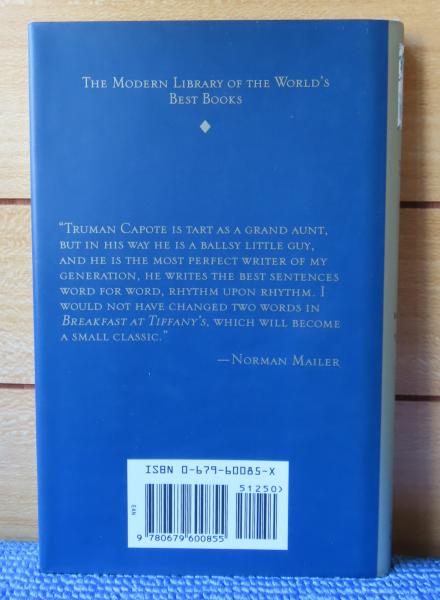 The Modern Library of the World's
Best Books
“Truman Capote is tart as a grand aunt,
but in his way he is a ballsy little guy,
and he is the most perfect writer of my
generation, he writes the best sentences
word for word, rhythm upon rhythm. I
would not have changed two words in
Breakfast at Tiffany's, which will become
a small classic.”
—Norman Mailer
ISBN 0-679-60085-X
51250>
EAN
9 780679 600855